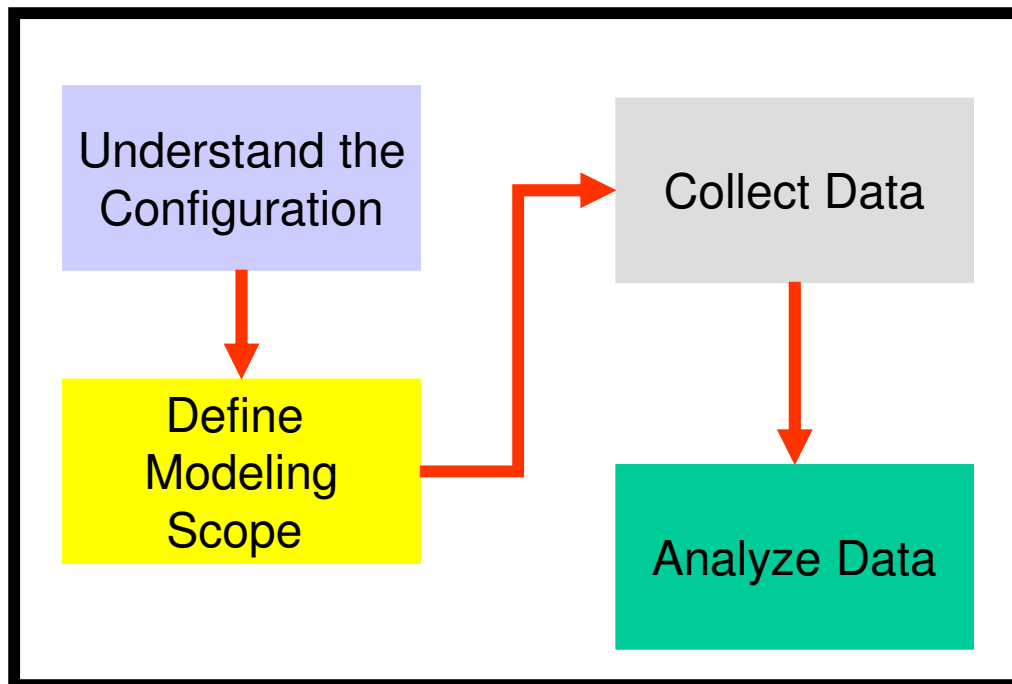 Understand the
Configuration
Define
Modeling
Scope
Collect Data
Analyze Data